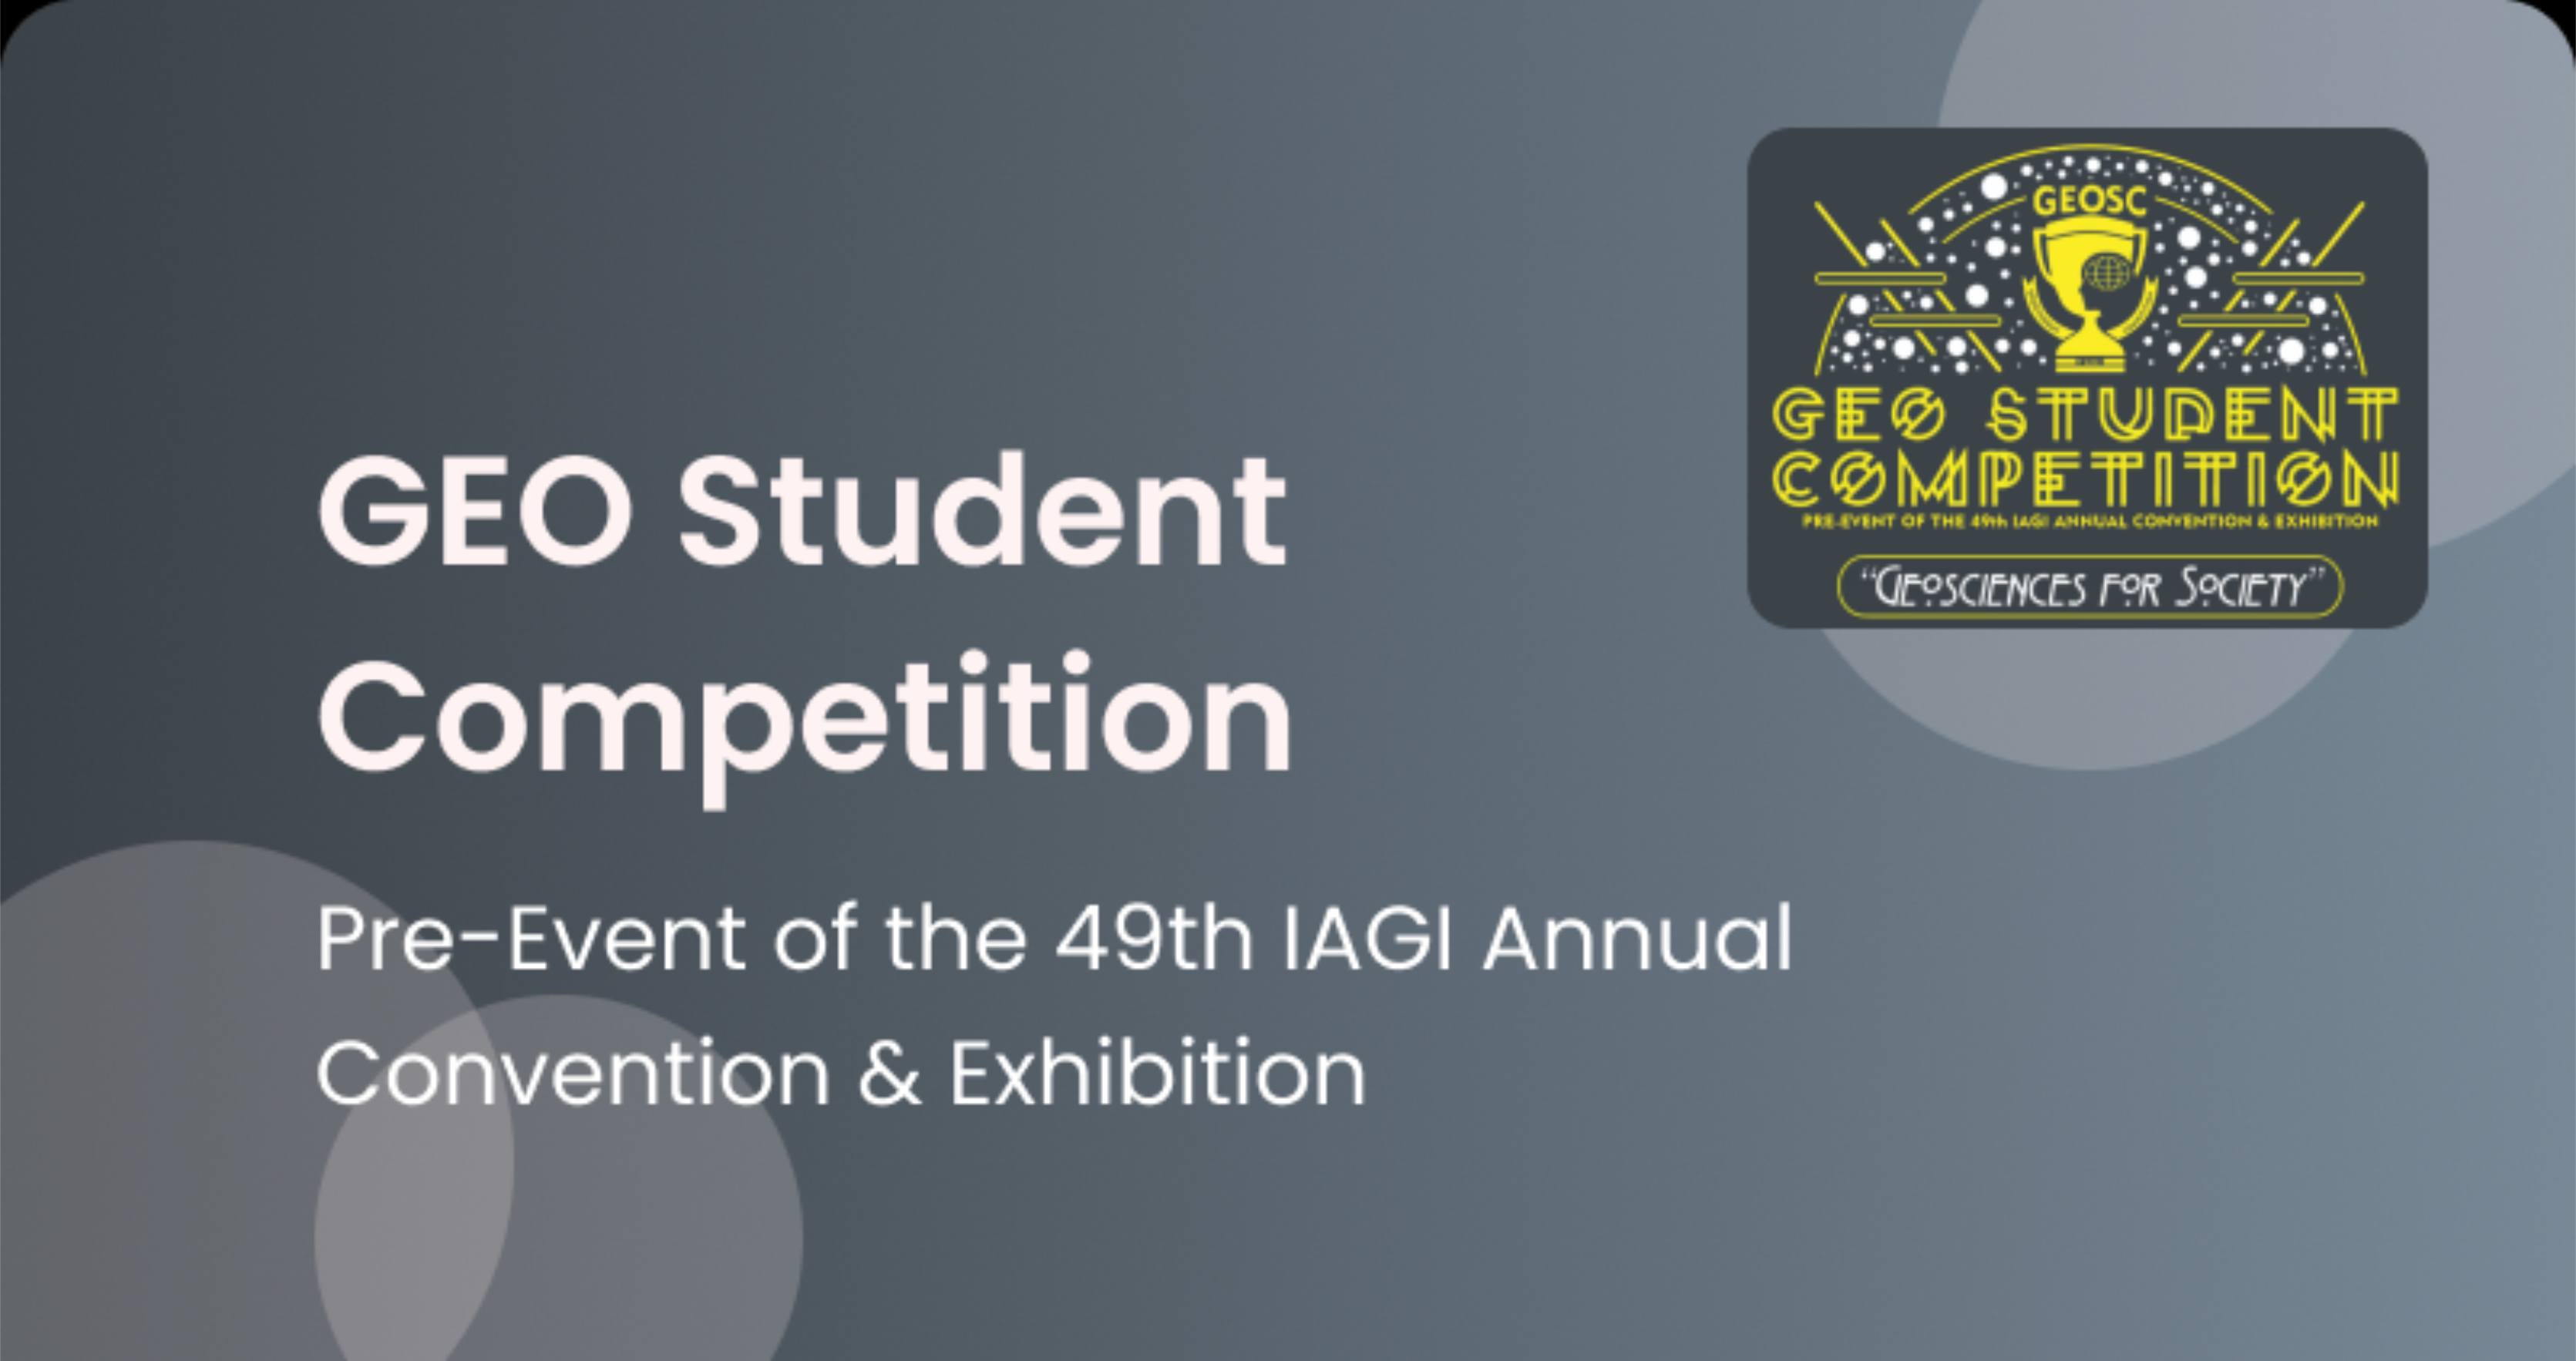 GEOSC
GEO STUDENT
COMPETITION
PRE-EVENT OF THE 49th IAGI ANNUAL CONVENTION & EXHIBITION
“GEOSCIENCES FOR SOCIETY”
GEO Student
Competition
Pre-Event of the 49th IAGI Annual
Convention & Exhibition